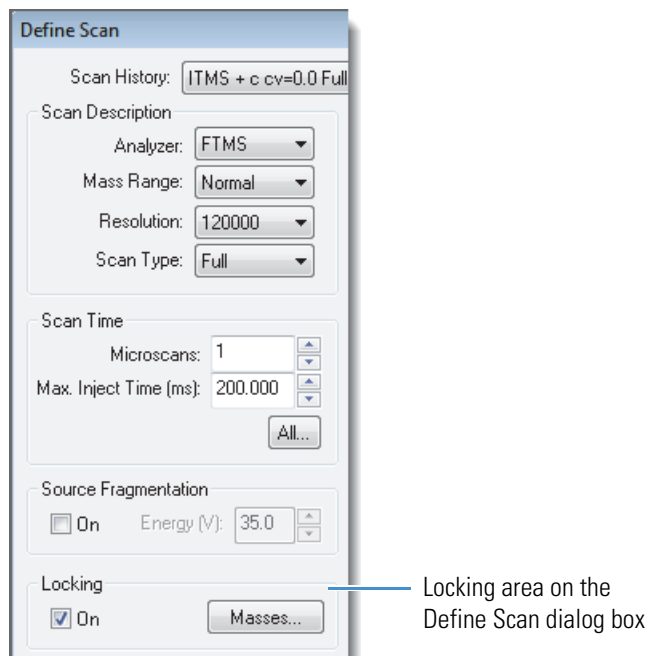 Define Scan
Scan History: ITMS + c cv=0.0 Full
Scan Description
Analyzer: FTMS
Mass Range: Normal
Resolution: 120000
Scan Type: Full
Scan Time
Microscans: 1
Max. Inject Time (ms): 200.000
All...
Source Fragmentation
On Energy (V): 35.0
Locking
On Masses...
Locking area on the
Define Scan dialog box